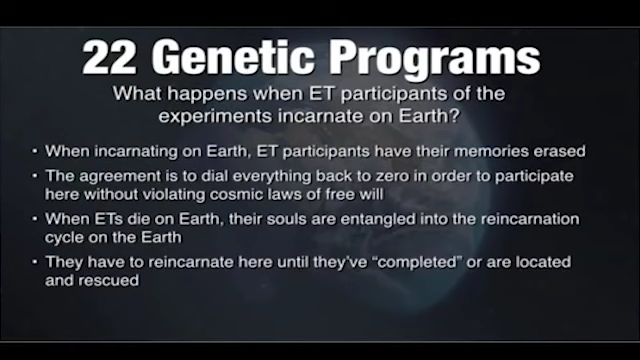 22 Genetic Programs
What happens when ET participants of the
experiments incarnate on Earth?
• When incarnating on Earth, ET participants have their memories erased
• The agreement is to dial everything back to zero in order to participate
here without violating cosmic laws of free will
• When ETs die on Earth, their souls are entangled into the reincarnation
cycle on the Earth
• They have to reincarnate here until they've “completed” or are located
and rescued